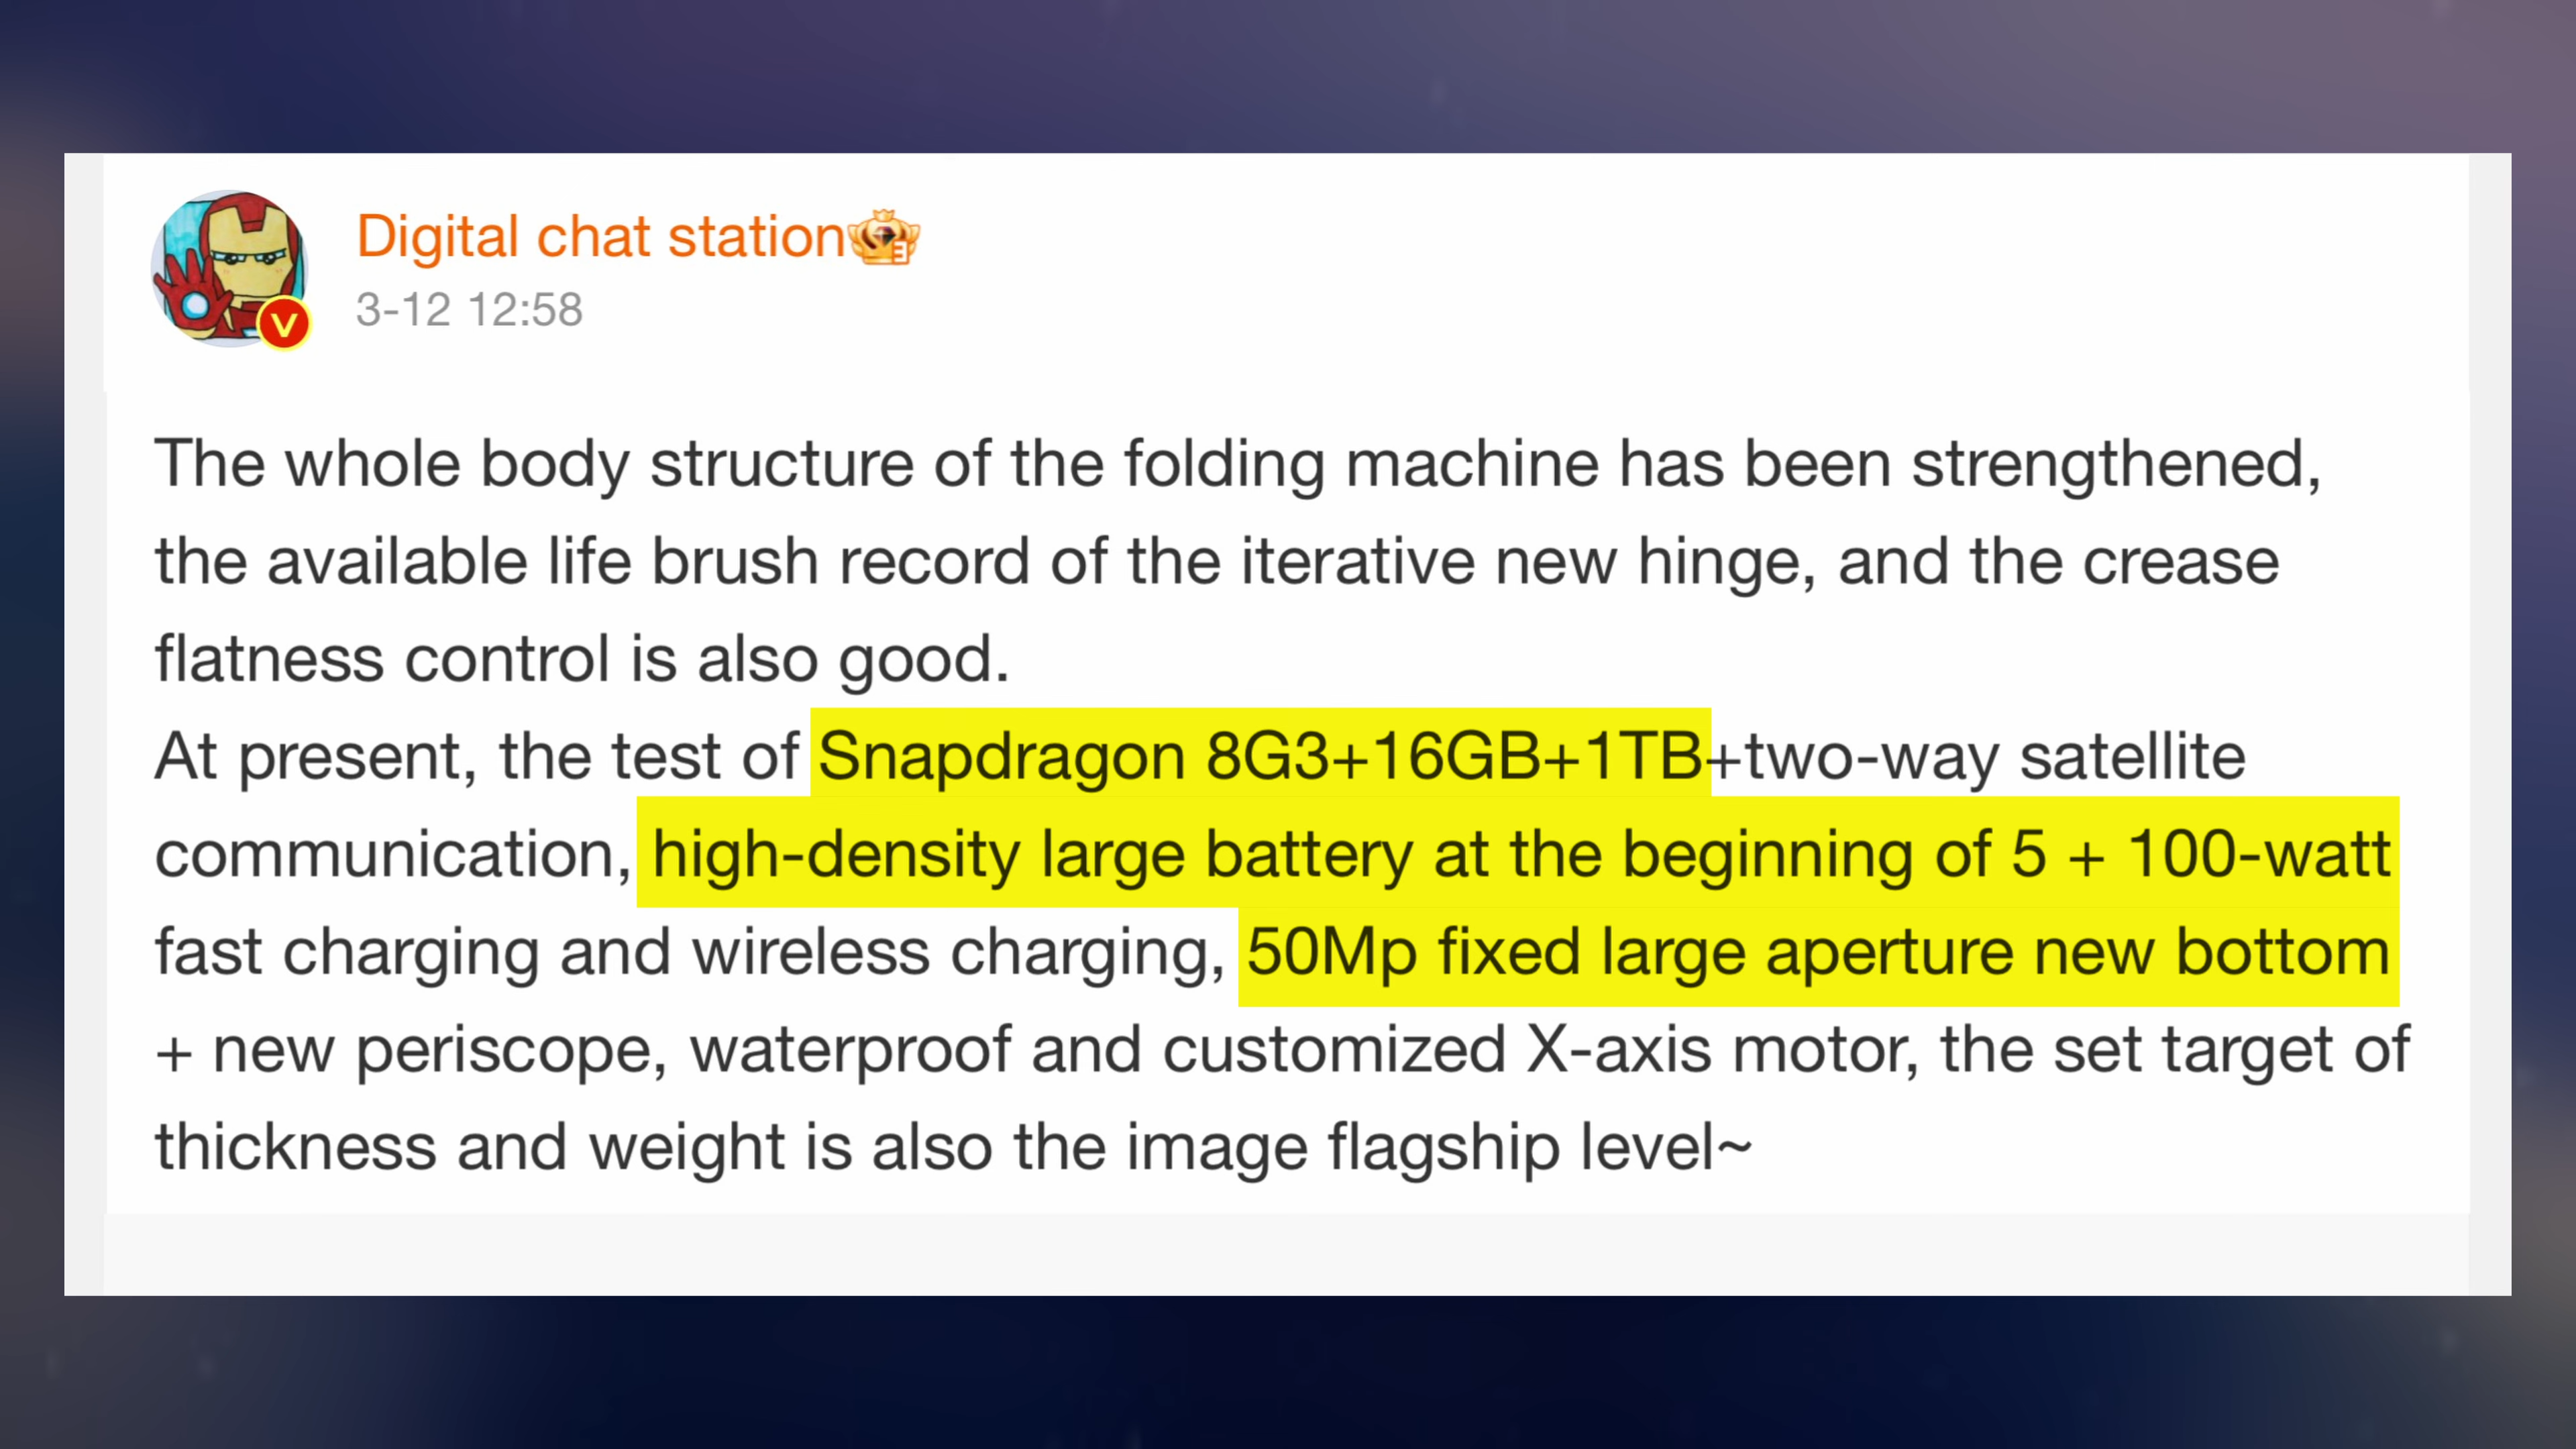 Digital chat station
3-12 12:58
The whole body structure of the folding machine has been strengthened,
the available life brush record of the iterative new hinge, and the crease
flatness control is also good.
At present, the test of Snapdragon 8G3+16GB+1TB+two-way satellite
communication, high-density large battery at the beginning of 5 + 100-watt
fast charging and wireless charging, 50Mp fixed large aperture new bottom
+ new periscope, waterproof and customized X-axis motor, the set target of
thickness and weight is also the image flagship level~